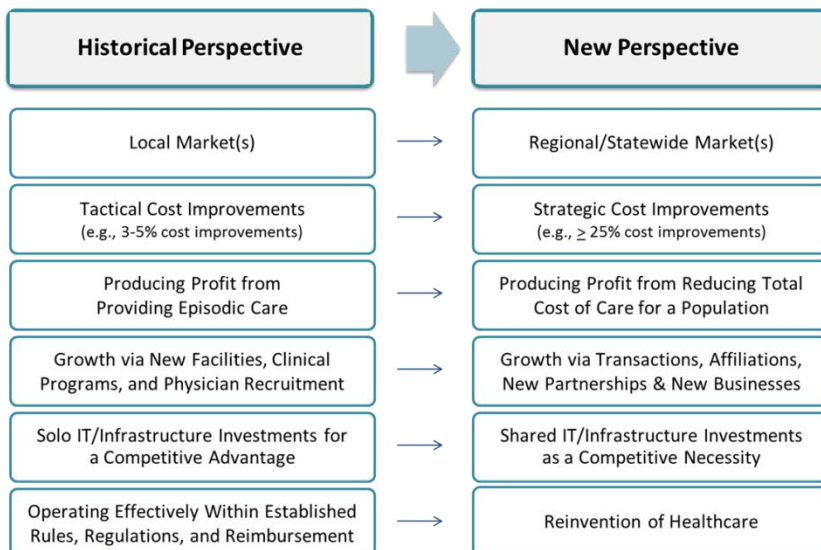 Historical Perspective
New Perspective
Local Market(s)
Regional/Statewide Market(s)
Tactical Cost Improvements
(e.g., 3-5% cost improvements)
Strategic Cost Improvements
(e.g., ≥ 25% cost improvements)
Producing Profit from
Providing Episodic Care
Producing Profit from Reducing Total
Cost of Care for a Population
Growth via New Facilities, Clinical
Programs, and Physician Recruitment
Growth via Transactions, Affiliations,
New Partnerships & New Businesses
Solo IT/Infrastructure Investments for
a Competitive Advantage
Shared IT/Infrastructure Investments
as a Competitive Necessity
Operating Effectively Within Established
Rules, Regulations, and Reimbursement
Reinvention of Healthcare